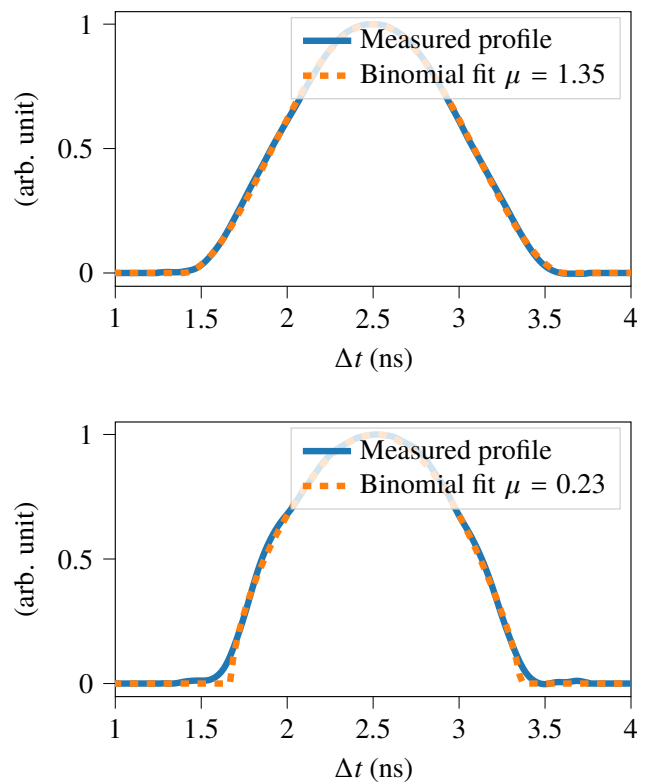 1
0.5
0
(arb. unit)
Measured profile
Binomial fit μ = 1.35
1 1.5 2 2.5 3 3.5 4
Δt (ns)
1
0.5
0
(arb. unit)
Measured profile
Binomial fit μ = 0.23
1 1.5 2 2.5 3 3.5 4
Δt (ns)